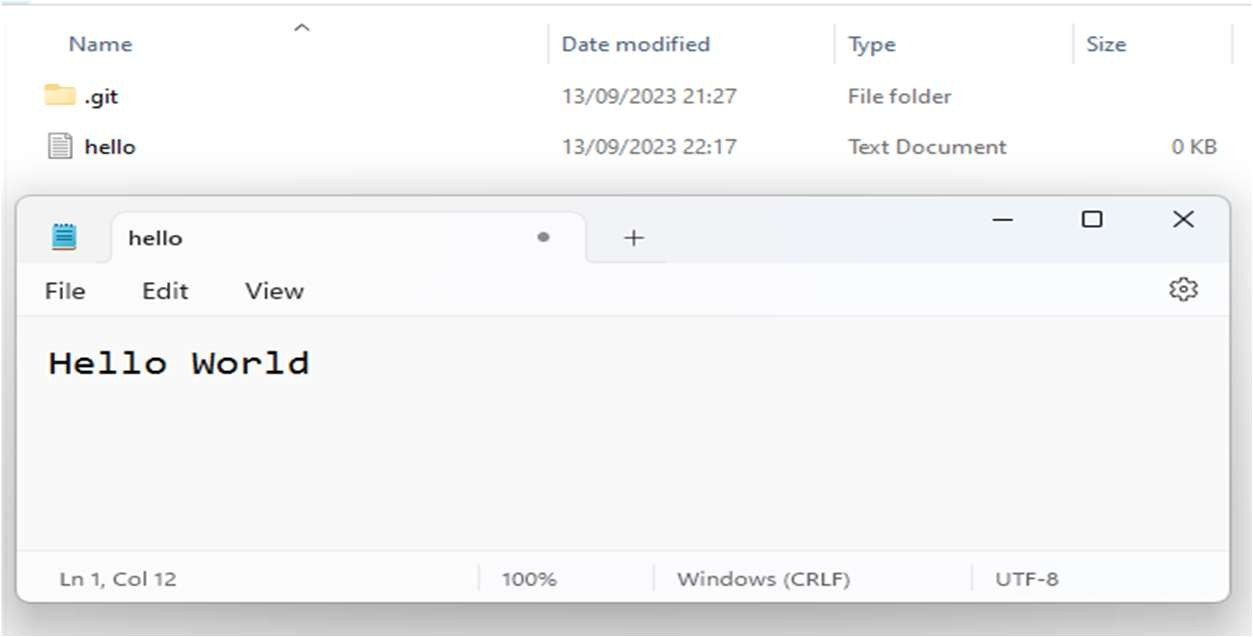 Name Date modified Type Size
.git 13/09/2023 21:27 File folder
hello 13/09/2023 22:17 Text Document 0 KB
hello
File Edit View
Hello World
Ln 1, Col 12 100% Windows (CRLF) UTF-8